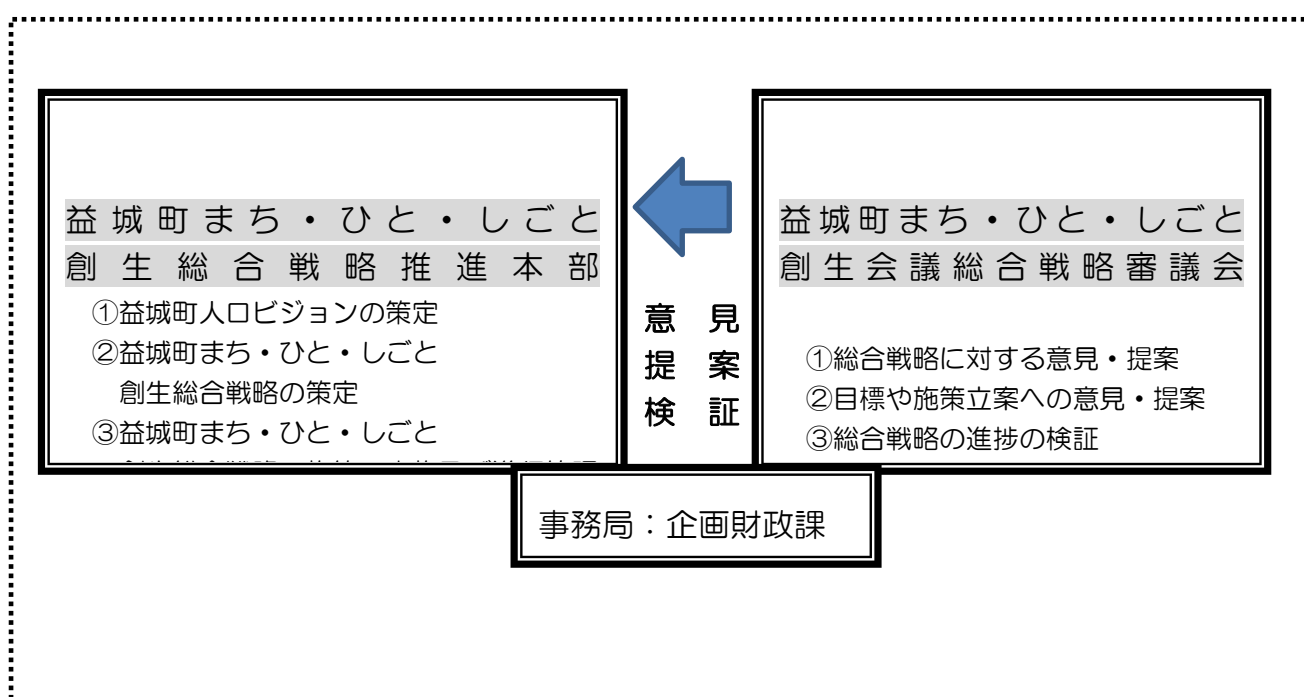 益城町まち・ひと・しごと
創生総合戦略推進本部
①益城町人口ビジョンの策定
②益城町まち・ひと・しごと
創生総合戦略の策定
③益城町まち・ひと・しごと
意見
提案
検証
益城町まち・ひと・しごと
創生会議総合戦略審議会
①総合戦略に対する意見・提案
②目標や施策立案への意見・提案
③総合戦略の進捗の検証
事務局：企画財政課